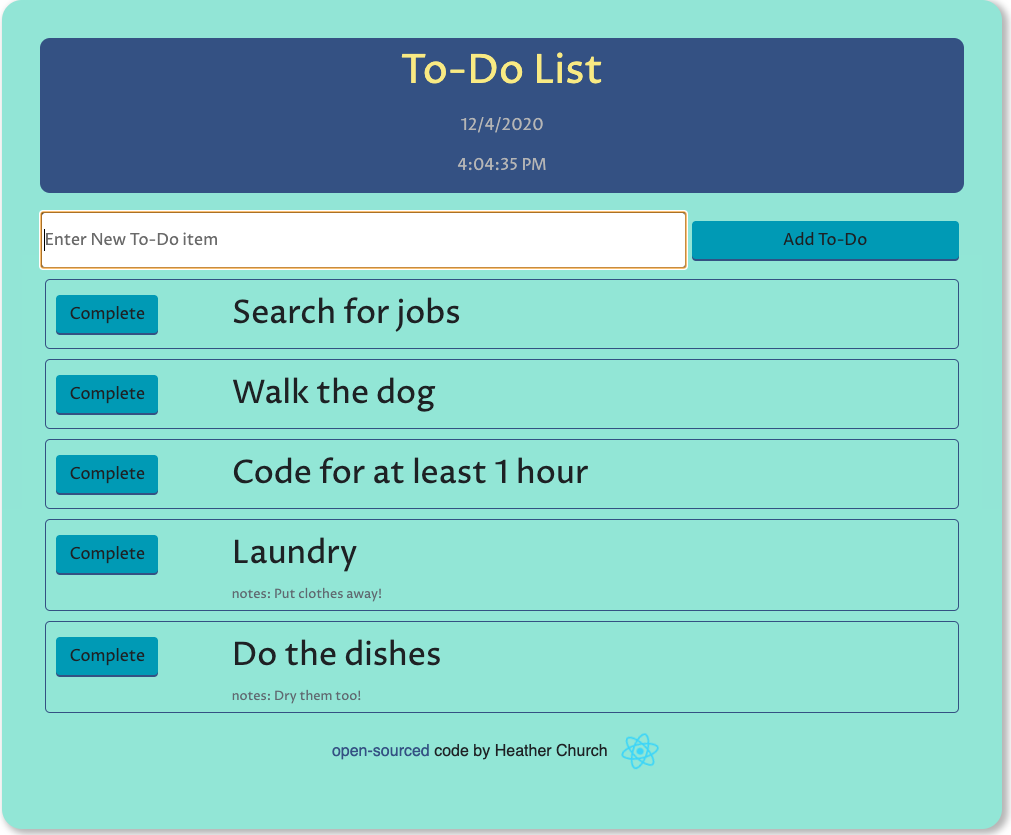 To-Do List
12/4/2020
4:04:35 PM
Enter New To-Do item
Add To-Do
Complete
Search for jobs
Complete
Walk the dog
Complete
Code for at least 1 hour
Complete
Laundry
notes: Put clothes away!
Complete
Do the dishes
notes: Dry them too!
open-sourced code by Heather Church